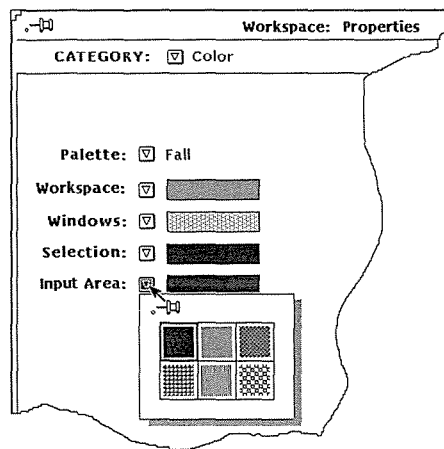 Workspace: Properties
CATEGORY: Color
Palette: Fall
Workspace:
Windows:
Selection:
Input Area: